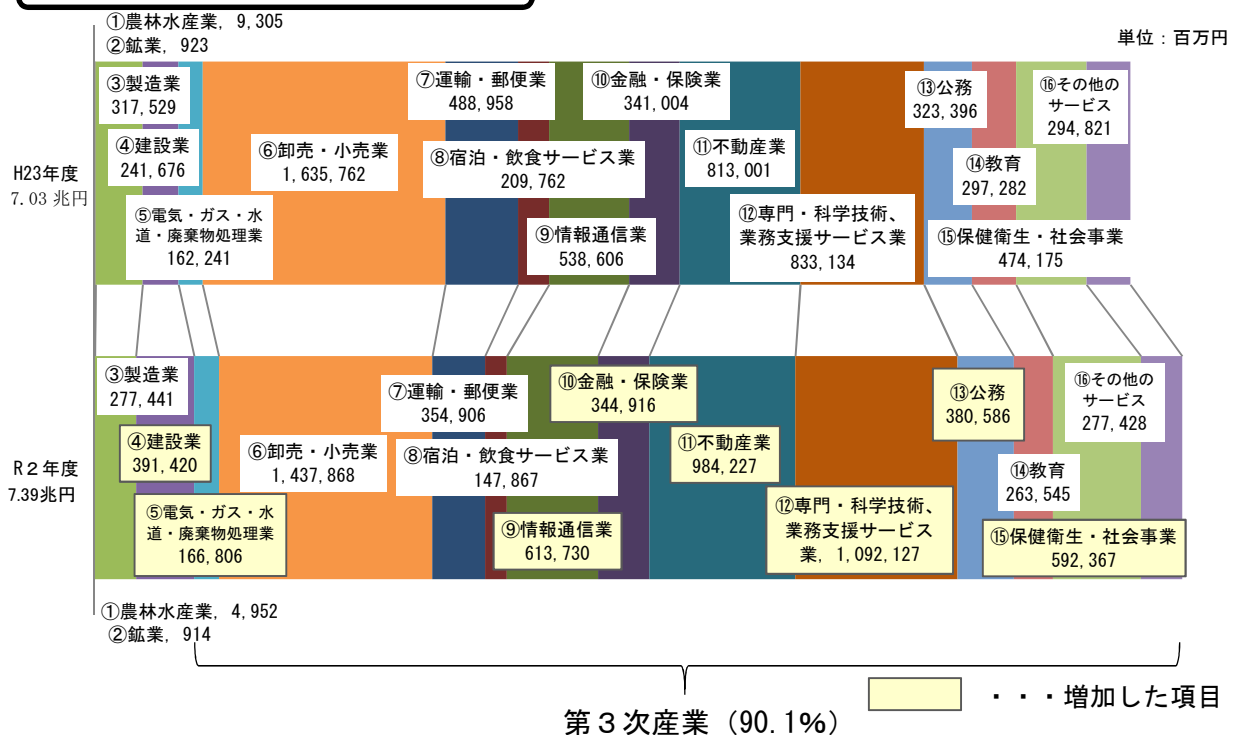 ①農林水産業, 9,305
②鉱業, 923
単位：百万円
H23年度
7.03 兆円
③製造業
317,529
④建設業
241,676
⑤電気・ガス・水
道・廃棄物処理業
162,241
⑥卸売・小売業
1,635,762
⑦運輸・郵便業
488,958
⑧宿泊・飲食サービス業
209,762
⑨情報通信業
538,606
⑩金融・保険業
341,004
⑪不動産業
813,001
⑫専門・科学技術、
業務支援サービス業
833,134
⑬公務
323,396
⑭教育
297,282
⑮保健衛生・社会事業
474,175
⑯その他の
サービス
294,821
R２年度
7.39兆円
③製造業
277,441
④建設業
391,420
⑤電気・ガス・水
道・廃棄物処理業
166,806
⑥卸売・小売業
1,437,868
⑦運輸・郵便業
354,906
⑧宿泊・飲食サービス業
147,867
⑨情報通信業
613,730
⑩金融・保険業
344,916
⑪不動産業
984,227
⑫専門・科学技術、
業務支援サービス
業, 1,092,127
⑬公務
380,586
⑭教育
263,545
⑮保健衛生・社会事業
592,367
⑯その他の
サービス
277,428
①農林水産業, 4,952
②鉱業, 914
第３次産業（90.1%）
・・・増加した項目